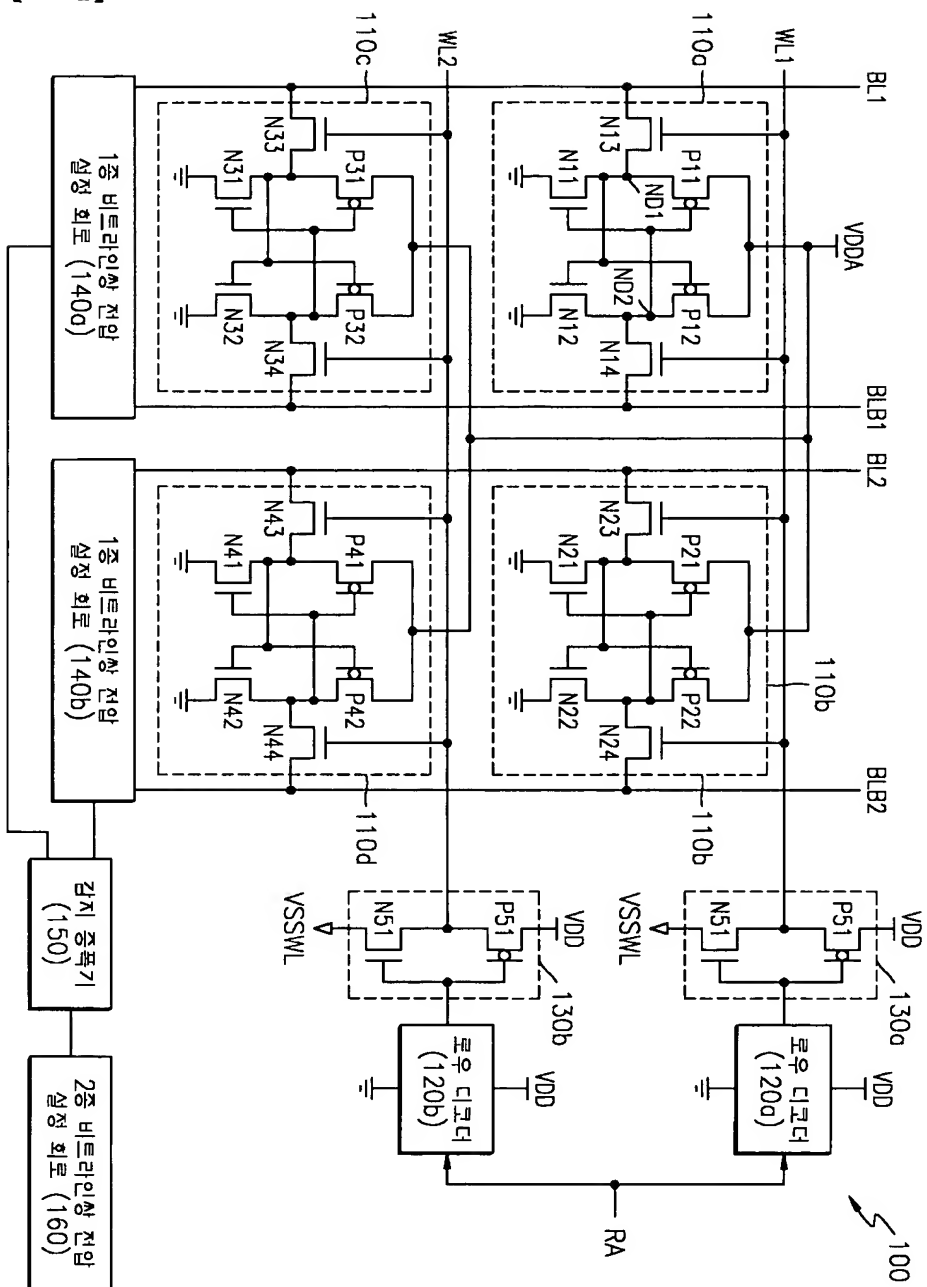 100
BL1
VDDA
BLB1
BL2
BLB2
WL1
VDD
VDD
110a
110b
130a
P11
P12
P21
P22
P51
ND1
ND2
N13
N14
N23
N24
N11
N12
N21
N22
N51
로우 디코더
(120a)
VSSWL
110b
RA
WL2
VDD
VDD
110c
110d
130b
P31
P32
P41
P42
P51
N33
N34
N43
N44
N31
N32
N41
N42
N51
로우 디코더
(120b)
VSSWL
1종 비트라인쌍 전압
설정 회로 (140a)
1종 비트라인쌍 전압
설정 회로 (140b)
감지 증폭기
(150)
2종 비트라인쌍 전압
설정 회로 (160)